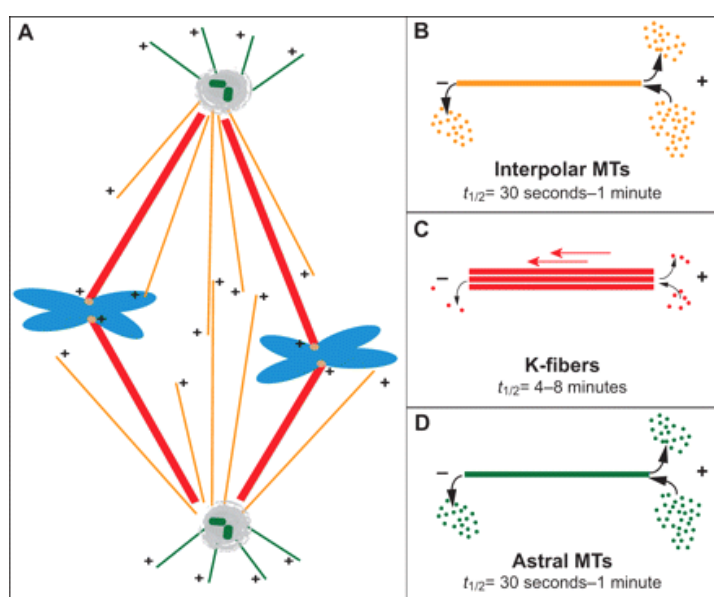 A
+ + + +
+
+ + + +
+ +
+ + +
+ +
+ +
+ + + +
B
− +
Interpolar MTs
t1/2= 30 seconds–1 minute
C
− +
K-fibers
t1/2= 4–8 minutes
D
− +
Astral MTs
t1/2= 30 seconds–1 minute